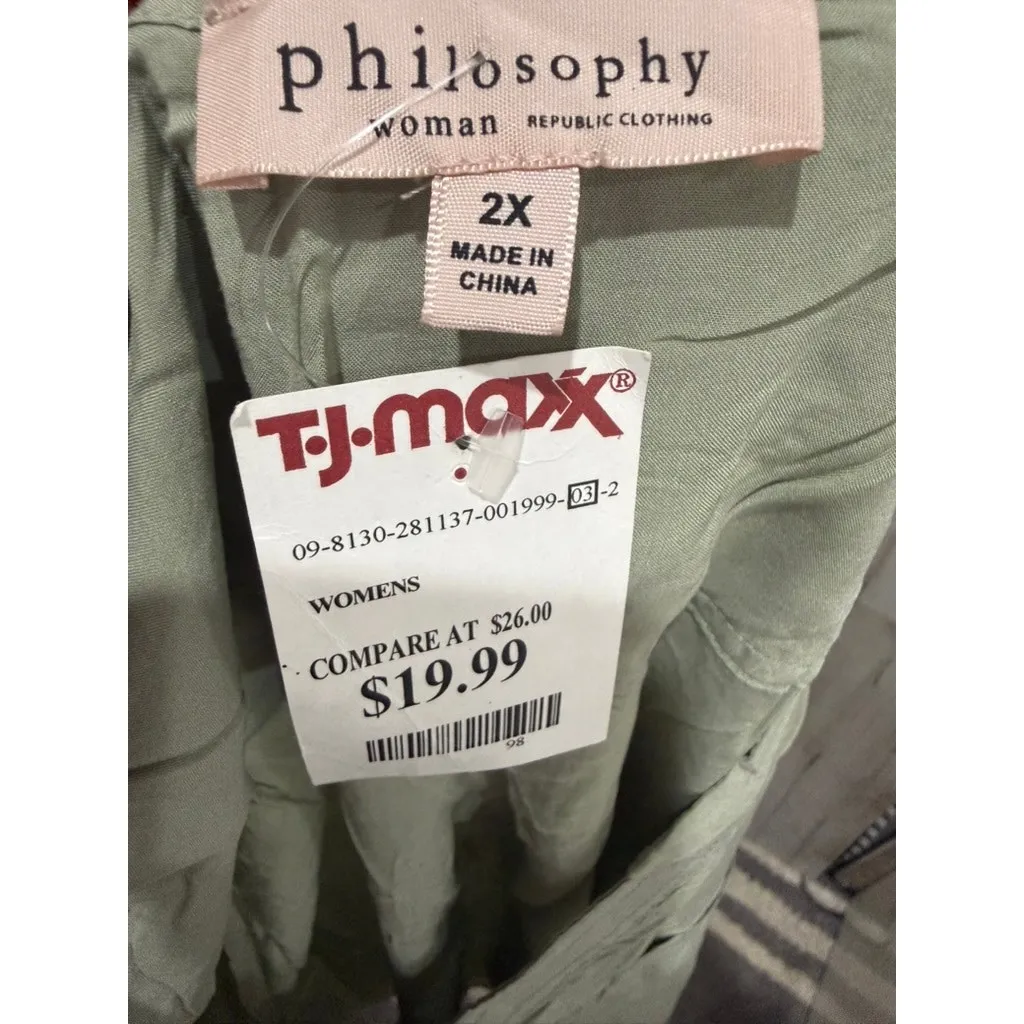 philosophy
woman REPUBLIC CLOTHING
2X
MADE IN
CHINA
T·J·maxx®
09-8130-281137-001999-03-2
WOMENS
COMPARE AT $26.00
$19.99
98